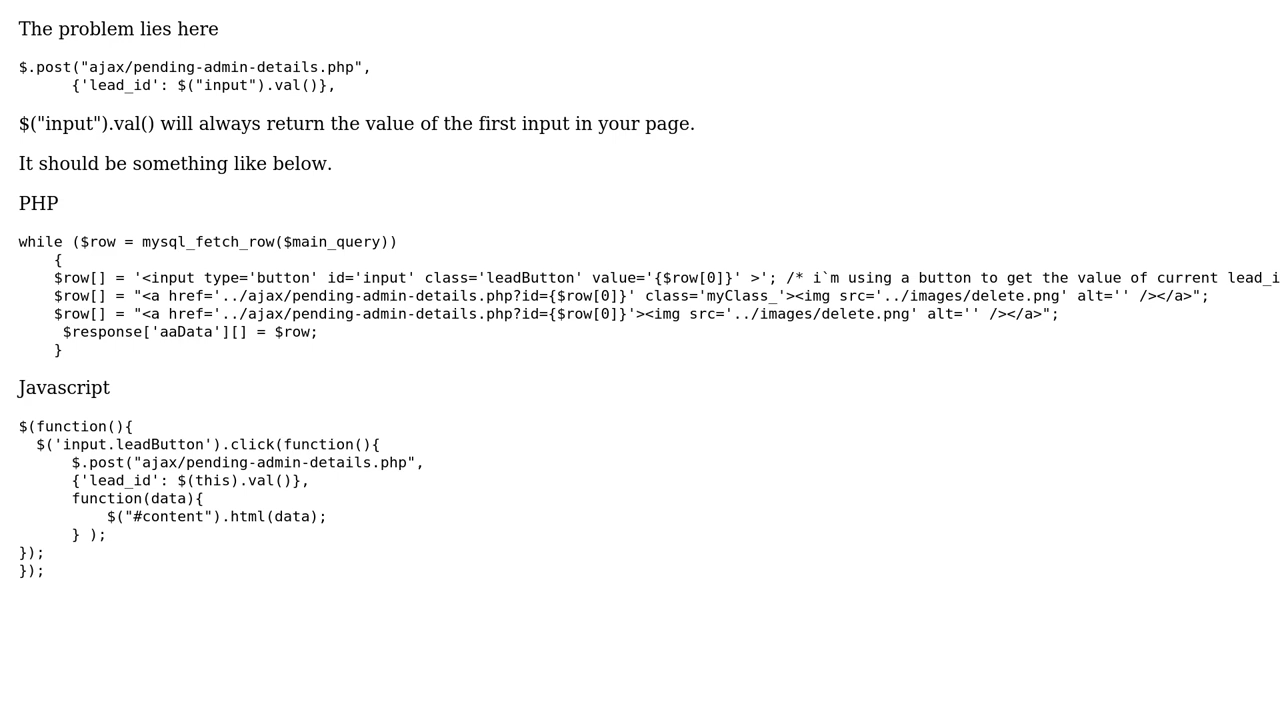 The problem lies here
$.post("ajax/pending-admin-details.php",
      {'lead_id': $("input").val()},
$("input").val() will always return the value of the first input in your page.
It should be something like below.
PHP
while ($row = mysql_fetch_row($main_query))
    {
    $row[] = '<input type='button' id='input' class='leadButton' value='{$row[0]}' >'; /* i`m using a button to get the value of current lead_i
    $row[] = "<a href='../ajax/pending-admin-details.php?id={$row[0]}' class='myClass_'><img src='../images/delete.png' alt='' /></a>";
    $row[] = "<a href='../ajax/pending-admin-details.php?id={$row[0]}'><img src='../images/delete.png' alt='' /></a>";
     $response['aaData'][] = $row;
    }
Javascript
$(function(){
  $('input.leadButton').click(function(){
      $.post("ajax/pending-admin-details.php",
      {'lead_id': $(this).val()},
      function(data){
          $("#content").html(data);
      } );
});
});